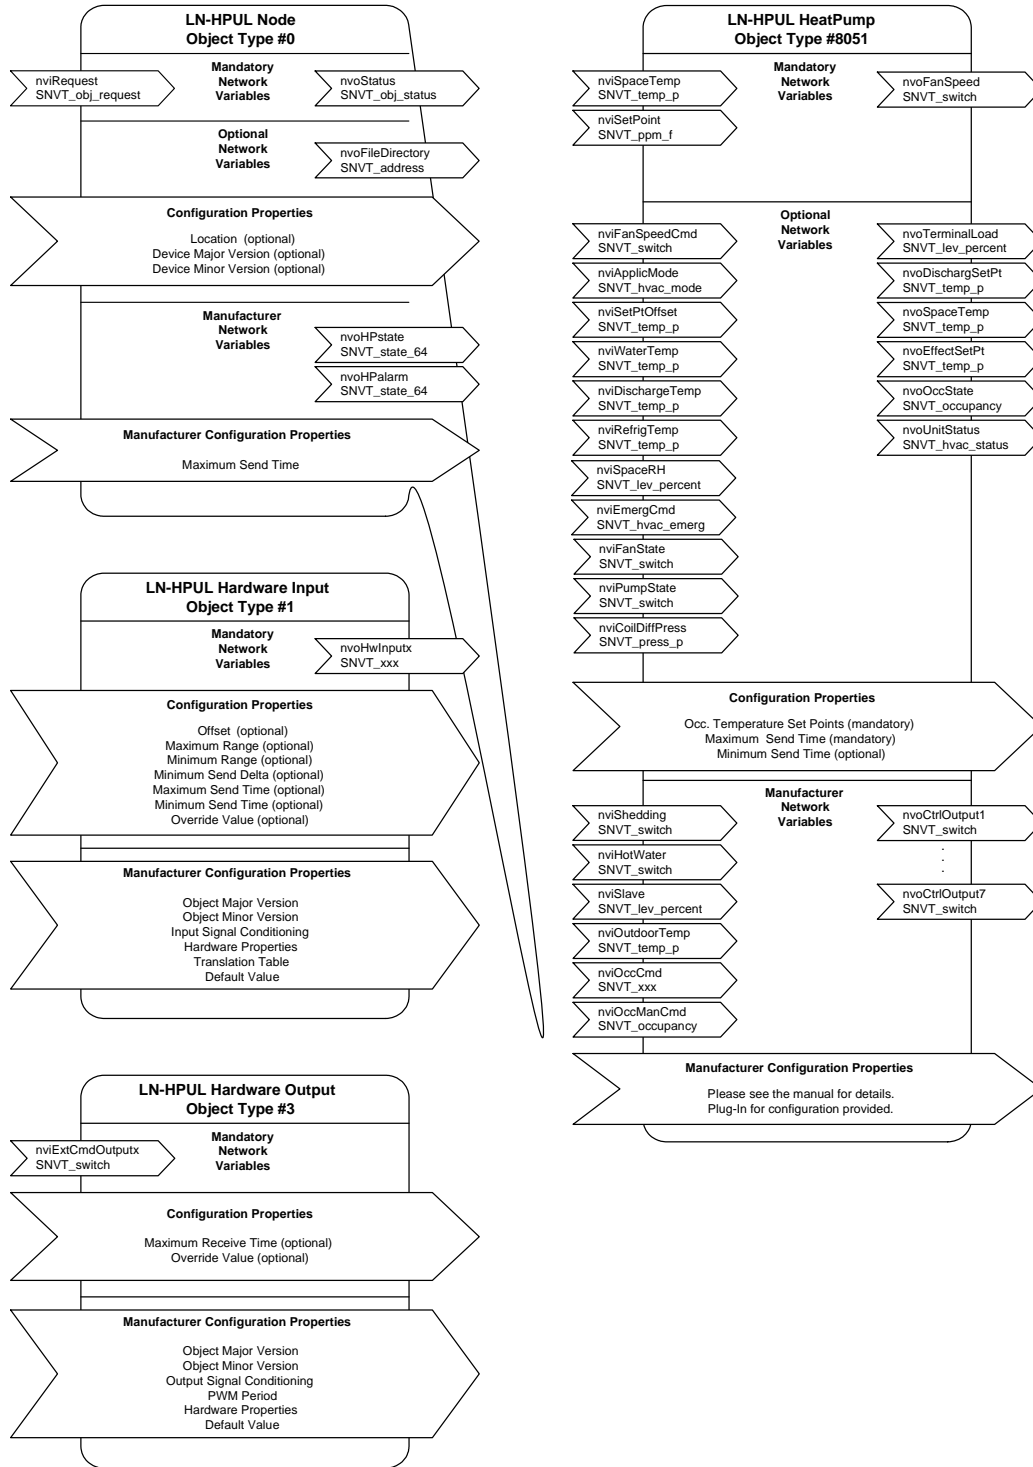 LN-HPUL Node
Object Type #0
Mandatory
Network
Variables
nviRequest
SNVT_obj_request
nvoStatus
SNVT_obj_status
Optional
Network
Variables
nvoFileDirectory
SNVT_address
Configuration Properties
Location (optional)
Device Major Version (optional)
Device Minor Version (optional)
Manufacturer
Network
Variables
nvoHPstate
SNVT_state_64
nvoHPalarm
SNVT_state_64
Manufacturer Configuration Properties
Maximum Send Time
LN-HPUL Hardware Input
Object Type #1
Mandatory
Network
Variables
nvoHwInputx
SNVT_xxx
Configuration Properties
Offset (optional)
Maximum Range (optional)
Minimum Range (optional)
Minimum Send Delta (optional)
Maximum Send Time (optional)
Minimum Send Time (optional)
Override Value (optional)
Manufacturer Configuration Properties
Object Major Version
Object Minor Version
Input Signal Conditioning
Hardware Properties
Translation Table
Default Value
LN-HPUL Hardware Output
Object Type #3
Mandatory
Network
Variables
nviExtCmdOutputx
SNVT_switch
Configuration Properties
Maximum Receive Time (optional)
Override Value (optional)
Manufacturer Configuration Properties
Object Major Version
Object Minor Version
Output Signal Conditioning
PWM Period
Hardware Properties
Default Value
LN-HPUL HeatPump
Object Type #8051
Mandatory
Network
Variables
nviSpaceTemp
SNVT_temp_p
nviSetPoint
SNVT_ppm_f
nvoFanSpeed
SNVT_switch
Optional
Network
Variables
nviFanSpeedCmd
SNVT_switch
nviApplicMode
SNVT_hvac_mode
nviSetPtOffset
SNVT_temp_p
nviWaterTemp
SNVT_temp_p
nviDischargeTemp
SNVT_temp_p
nviRefrigTemp
SNVT_temp_p
nviSpaceRH
SNVT_lev_percent
nviEmergCmd
SNVT_hvac_emerg
nviFanState
SNVT_switch
nviPumpState
SNVT_switch
nviCoilDiffPress
SNVT_press_p
nvoTerminalLoad
SNVT_lev_percent
nvoDischargSetPt
SNVT_temp_p
nvoSpaceTemp
SNVT_temp_p
nvoEffectSetPt
SNVT_temp_p
nvoOccState
SNVT_occupancy
nvoUnitStatus
SNVT_hvac_status
Configuration Properties
Occ. Temperature Set Points (mandatory)
Maximum Send Time (mandatory)
Minimum Send Time (optional)
Manufacturer
Network
Variables
nviShedding
SNVT_switch
nviHotWater
SNVT_switch
nviSlave
SNVT_lev_percent
nviOutdoorTemp
SNVT_temp_p
nviOccCmd
SNVT_xxx
nviOccManCmd
SNVT_occupancy
nvoCtrlOutput1
SNVT_switch
.
.
.
nvoCtrlOutput7
SNVT_switch
Manufacturer Configuration Properties
Please see the manual for details.
Plug-In for configuration provided.